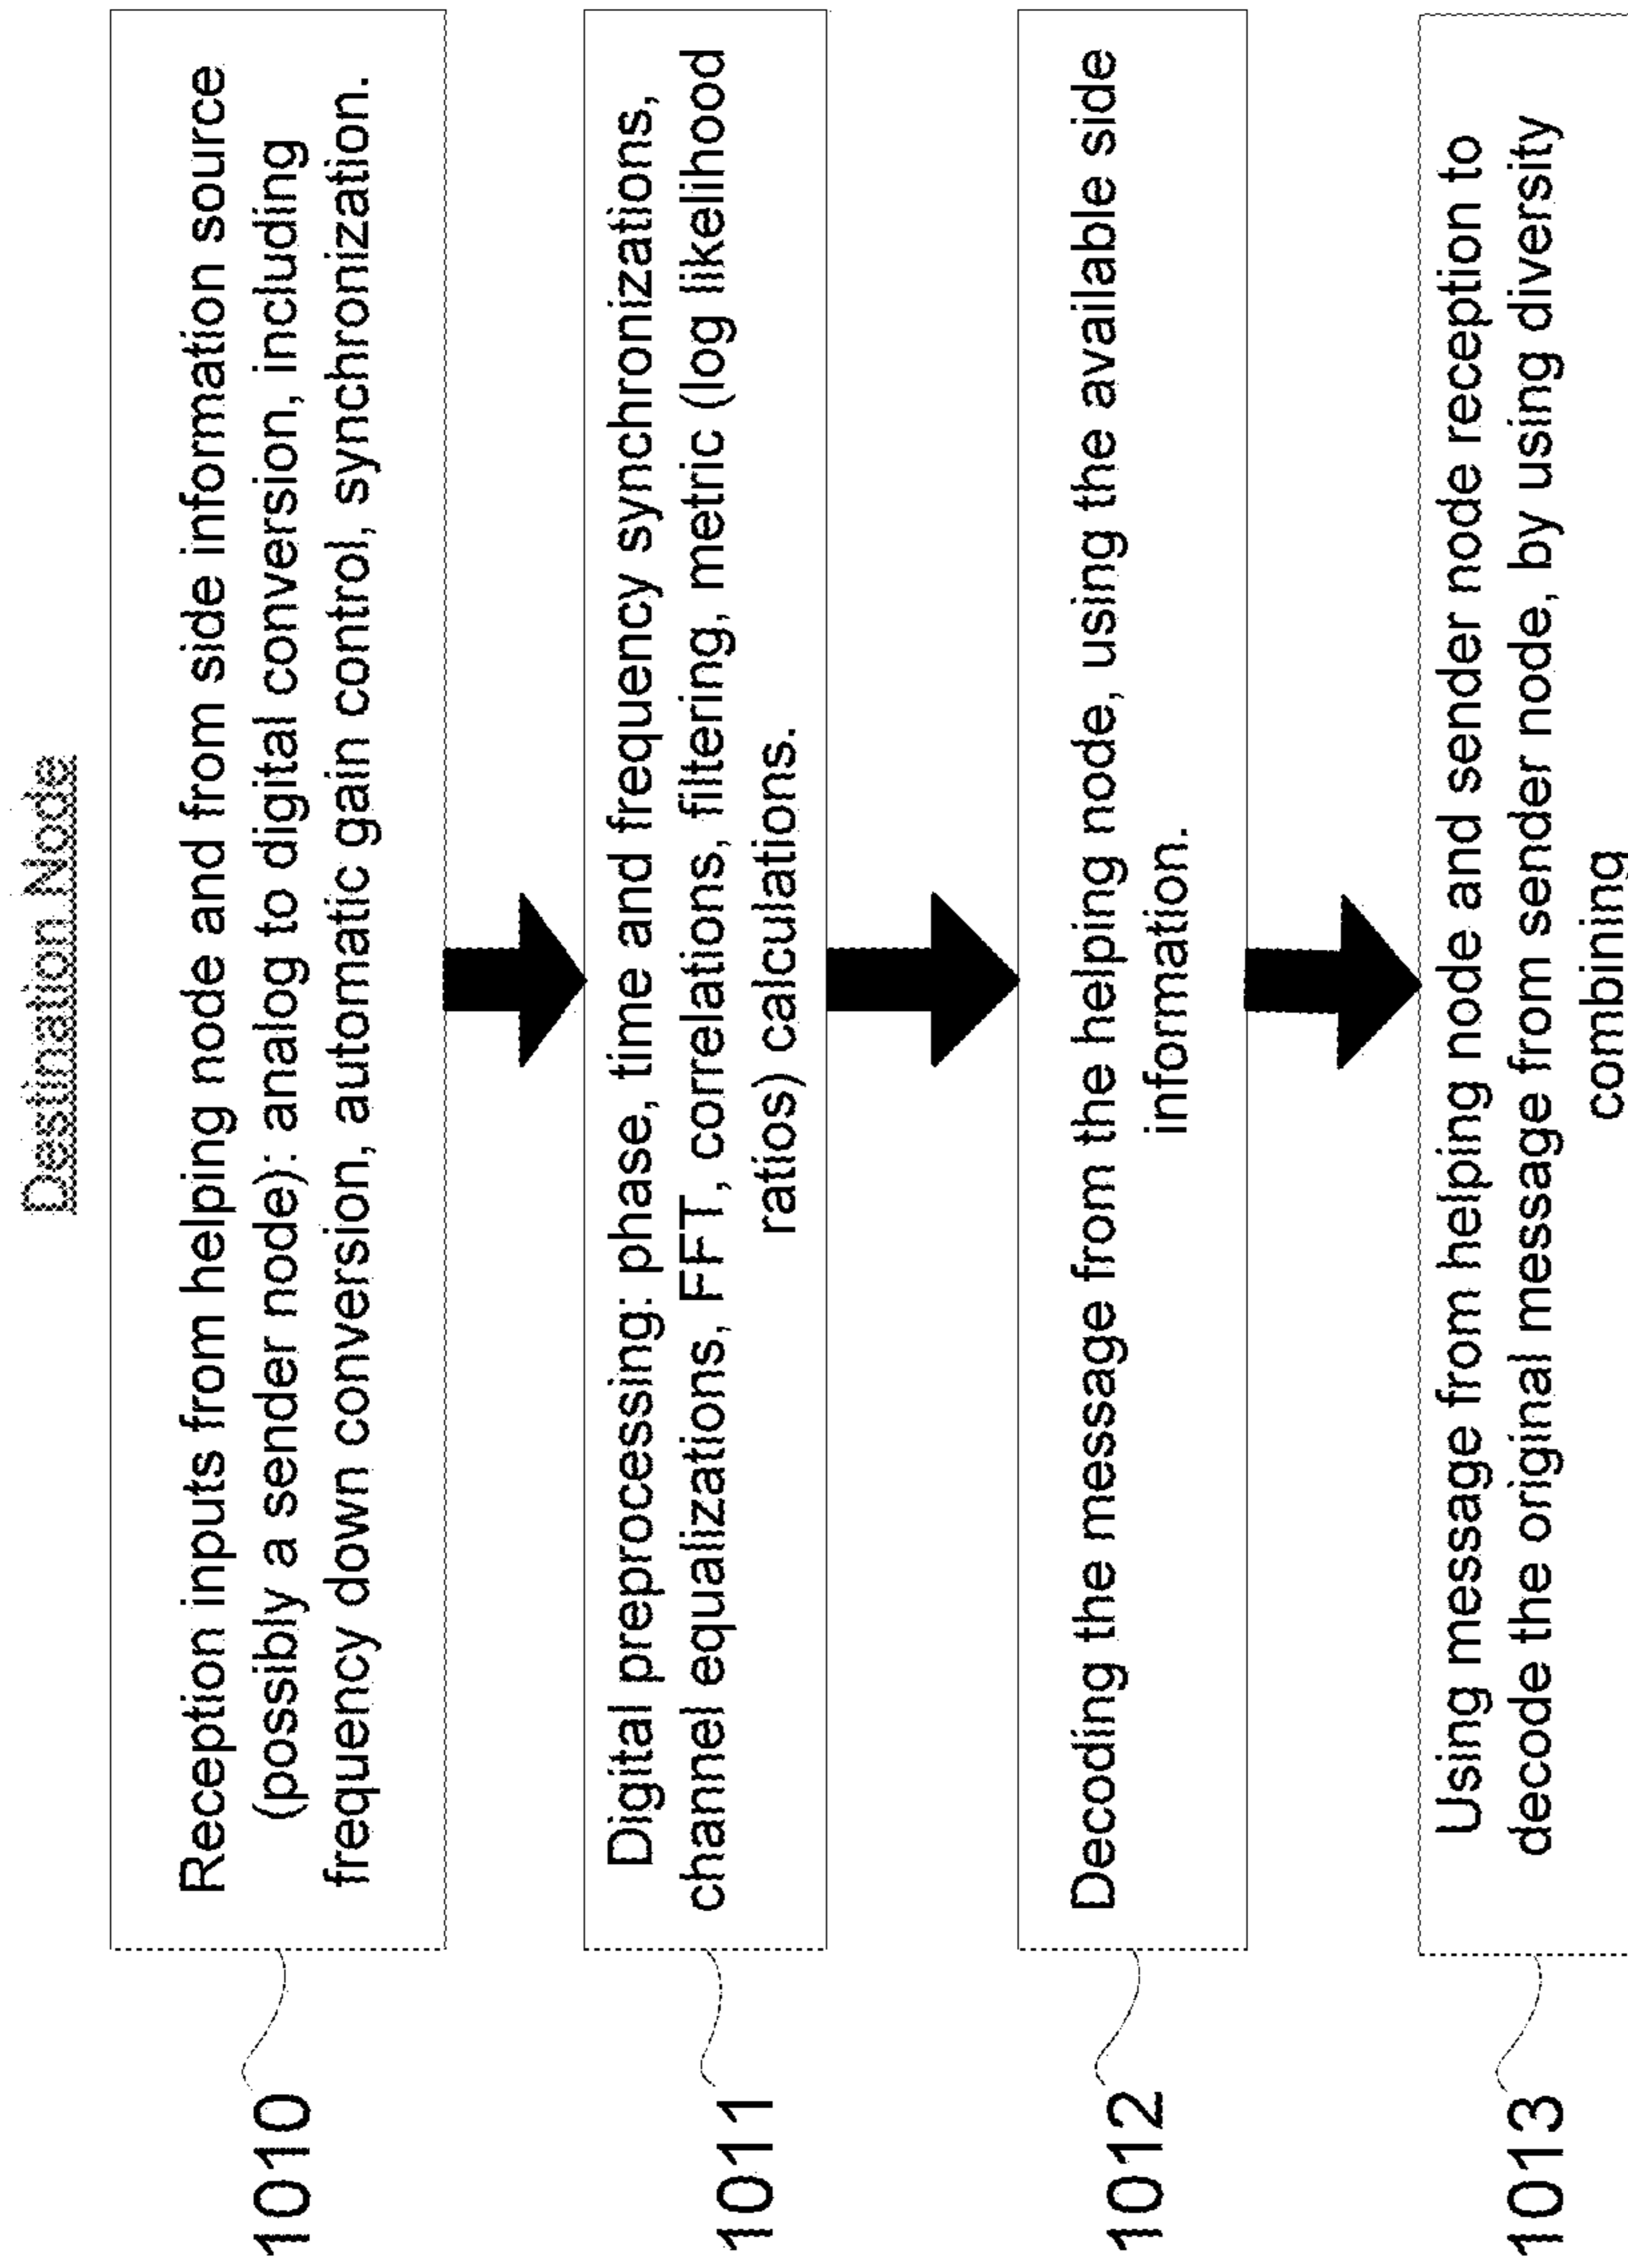 Destination Node
Reception inputs from helping node and from side information source
(possibly a sender node): analog to digital conversion, including
frequency down conversion, automatic gain control, synchronization.
1010
Digital preprocessing: phase, time and frequency synchronizations,
channel equalizations, FFT, correlations, filtering, metric (log likelihood
ratios) calculations.
1011
Decoding the message from the helping node, using the available side
information.
1012
Using message from helping node and sender node reception to
decode the original message from sender node, by using diversity
combining
1013